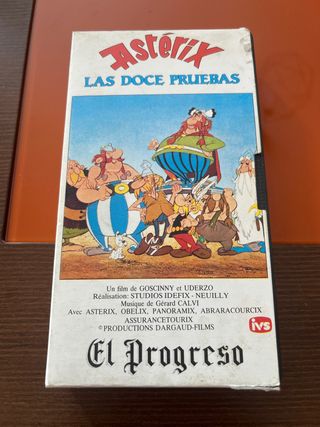 Astérix
LAS DOCE PRUEBAS
Un film de GOSCINNY et UDERZO
Réalisation: STUDIOS IDEFIX - NEUILLY
Musique de Gérard CALVI
Avec ASTERIX, OBELIX, PANORAMIX, ABRARACOURCIX
ASSURANCETOURIX
©PRODUCTIONS DARGAUD-FILMS
ivs
El Progreso